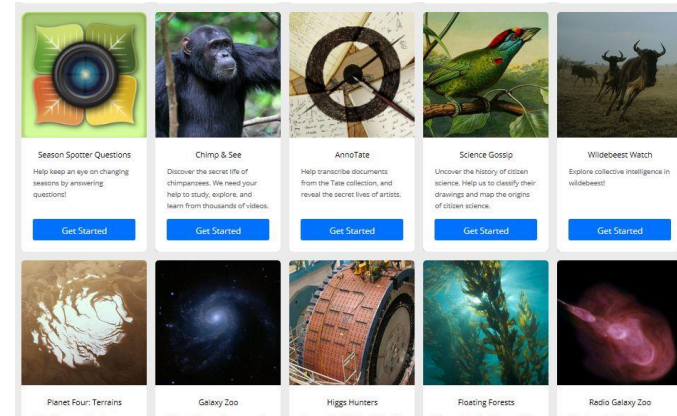 Season Spotter Questions
Help keep an eye on changing
seasons by answering
questions!
Get Started
Chimp & See
Discover the secret life of
chimpanzees. We need your
help to study, explore, and
learn from thousands of videos.
Get Started
AnnoTate
Help transcribe documents
from the Tate collection, and
reveal the secret lives of artists.
Get Started
Science Gossip
Uncover the history of citizen
science. Help us to classify their
drawings and map the origins
of citizen science.
Get Started
Wildebeest Watch
Explore collective intelligence in
wildebeest!
Get Started
Planet Four: Terrains
Galaxy Zoo
Higgs Hunters
Floating Forests
Radio Galaxy Zoo